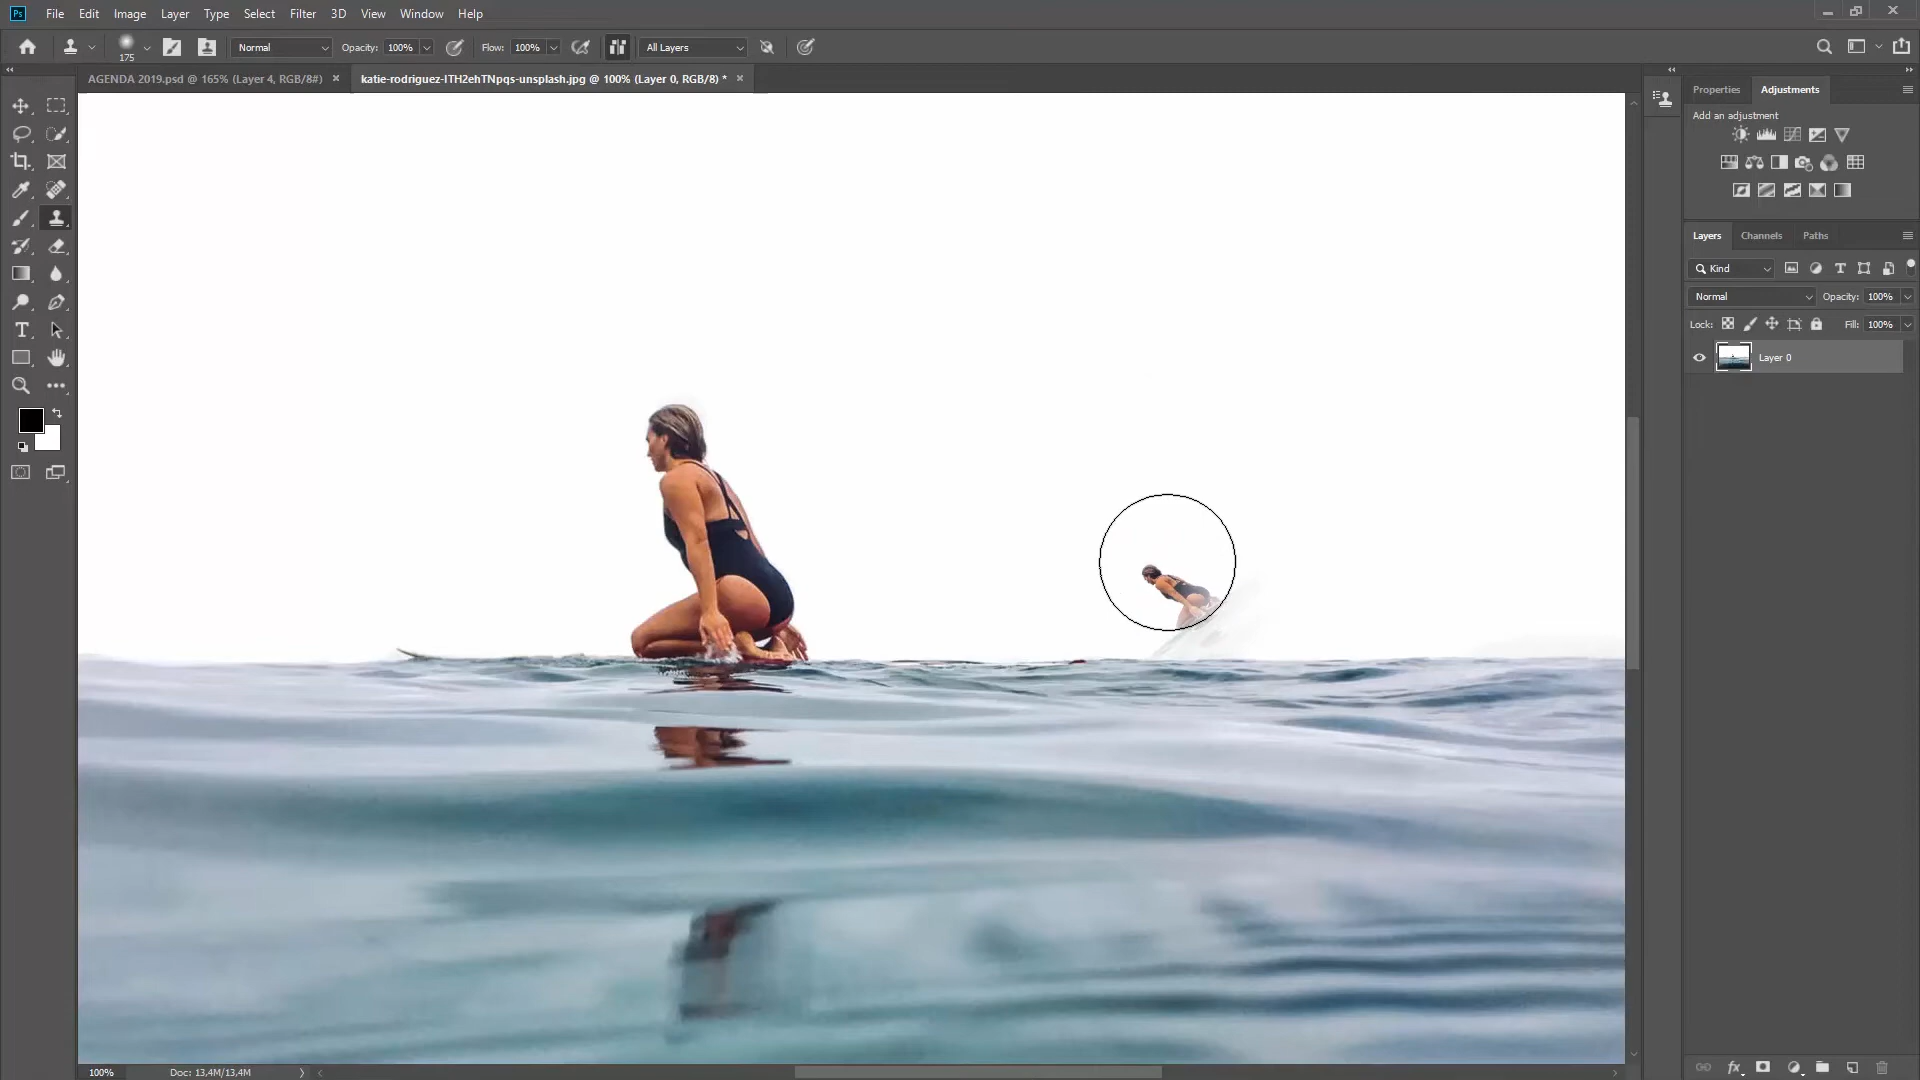 Ps File Edit Image Layer Type Select Filter 3D View Window Help
175 Normal Opacity: 100% Flow: 100% All Layers
AGENDA 2019.psd @ 165% (Layer 4, RGB/8#) × katie-rodriguez-ITH2ehTNpqs-unsplash.jpg @ 100% (Layer 0, RGB/8) * ×
Properties Adjustments
Add an adjustment
Layers Channels Paths
Kind
Normal Opacity: 100%
Lock: Fill: 100%
Layer 0
100% Doc: 13,4M/13,4M